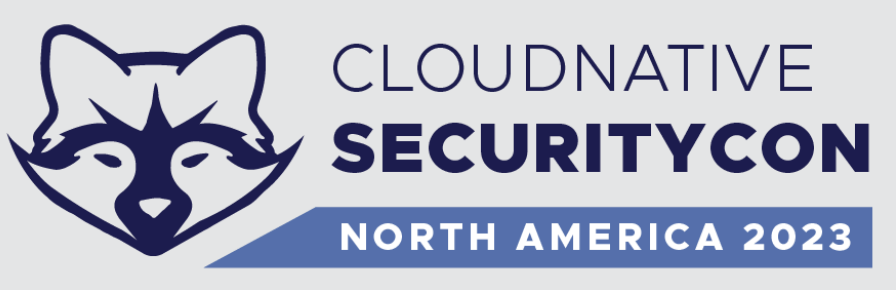 CLOUDNATIVE
SECURITYCON
NORTH AMERICA 2023